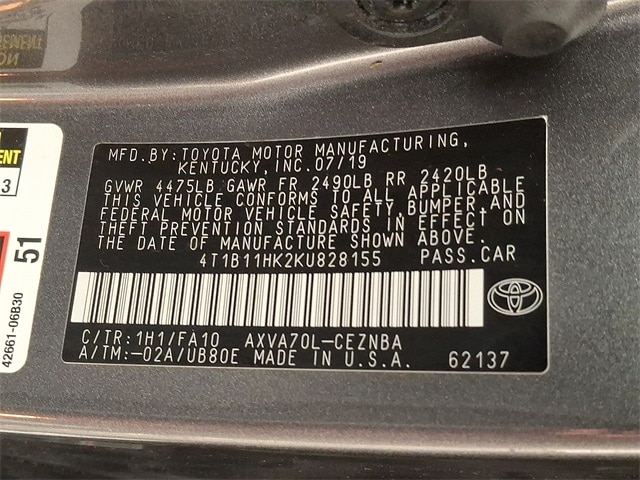 MFD.BY:TOYOTA MOTOR MANUFACTURING,
KENTUCKY, INC.07/19
GVWR 4475LB GAWR FR 2490LB RR 2420LB
THIS VEHICLE CONFORMS TO ALL APPLICABLE
FEDERAL MOTOR VEHICLE SAFETY,BUMPER,AND
THEFT PREVENTION STANDARDS IN EFFECT ON
THE DATE OF MANUFACTURE SHOWN ABOVE.
4T1B11HK2KU828155 PASS.CAR
C/TR:1H1/FA10 AXVA70L-CEZNBA
A/TM:-02A/UB80E MADE IN U.S.A. 62137
3
51
42661-06B30